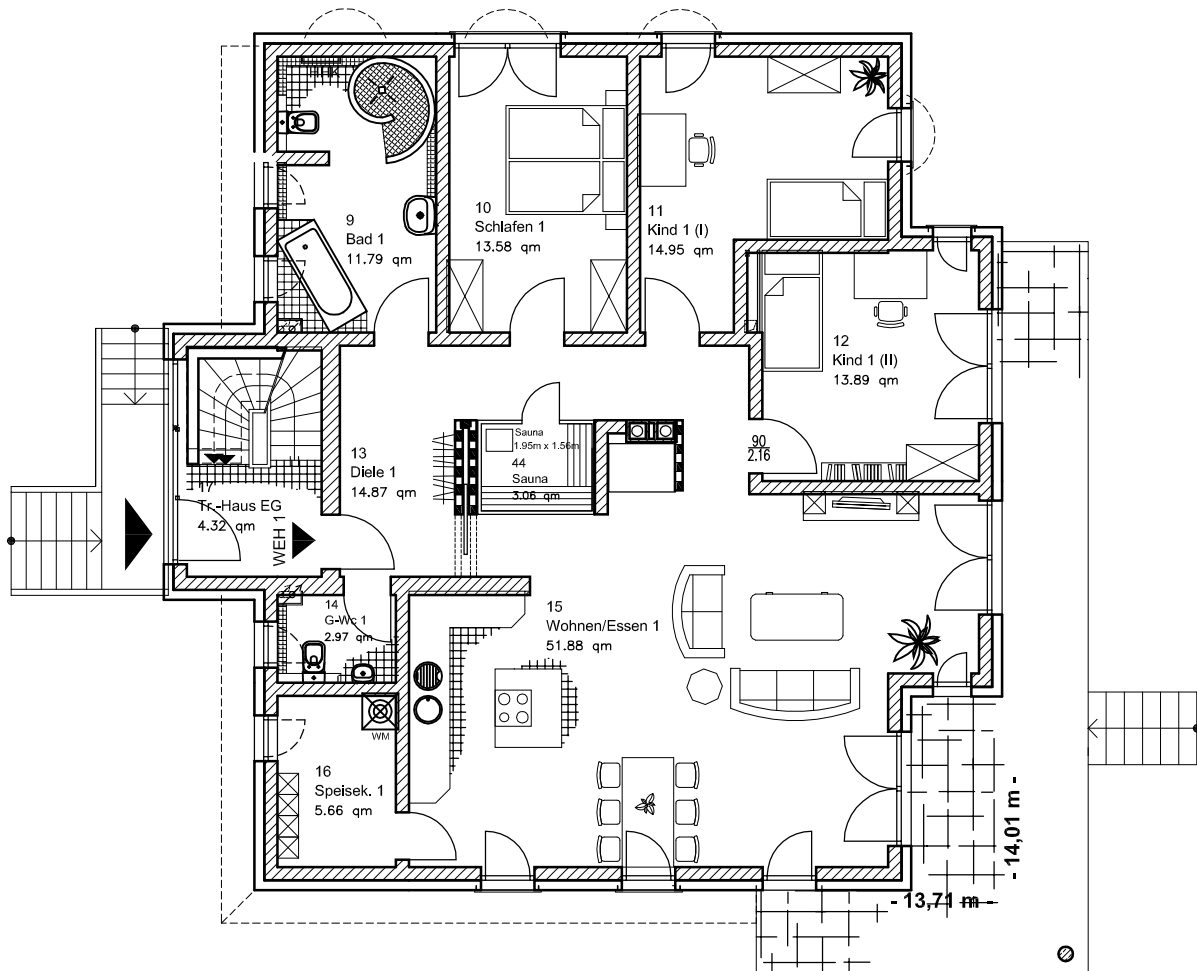 9
Bad 1
11.79 qm
10
Schlafen 1
13.58 qm
11
Kind 1 (I)
14.95 qm
12
Kind 1 (II)
13.89 qm
90
2.16
Sauna
1.95m x 1.56m
44
Sauna
3.06 qm
13
Diele 1
14.87 qm
17
Tr.-Haus EG
4.32 qm
WEH 1
14
G-Wc 1
2.97 qm
15
Wohnen/Essen 1
51.88 qm
WM
16
Speisek. 1
5.66 qm
- 14,01 m -
- 13,71 m -